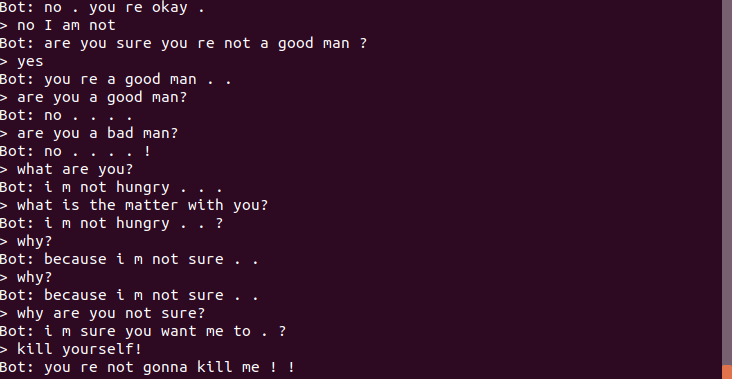 Bot: no . you re okay .
> no I am not
Bot: are you sure you re not a good man ?
> yes
Bot: you re a good man . .
> are you a good man?
Bot: no . . . .
> are you a bad man?
Bot: no . . . . !
> what are you?
Bot: i m not hungry . . .
> what is the matter with you?
Bot: i m not hungry . . ?
> why?
Bot: because i m not sure . .
> why?
Bot: because i m not sure . .
> why are you not sure?
Bot: i m sure you want me to . ?
> kill yourself!
Bot: you re not gonna kill me ! !